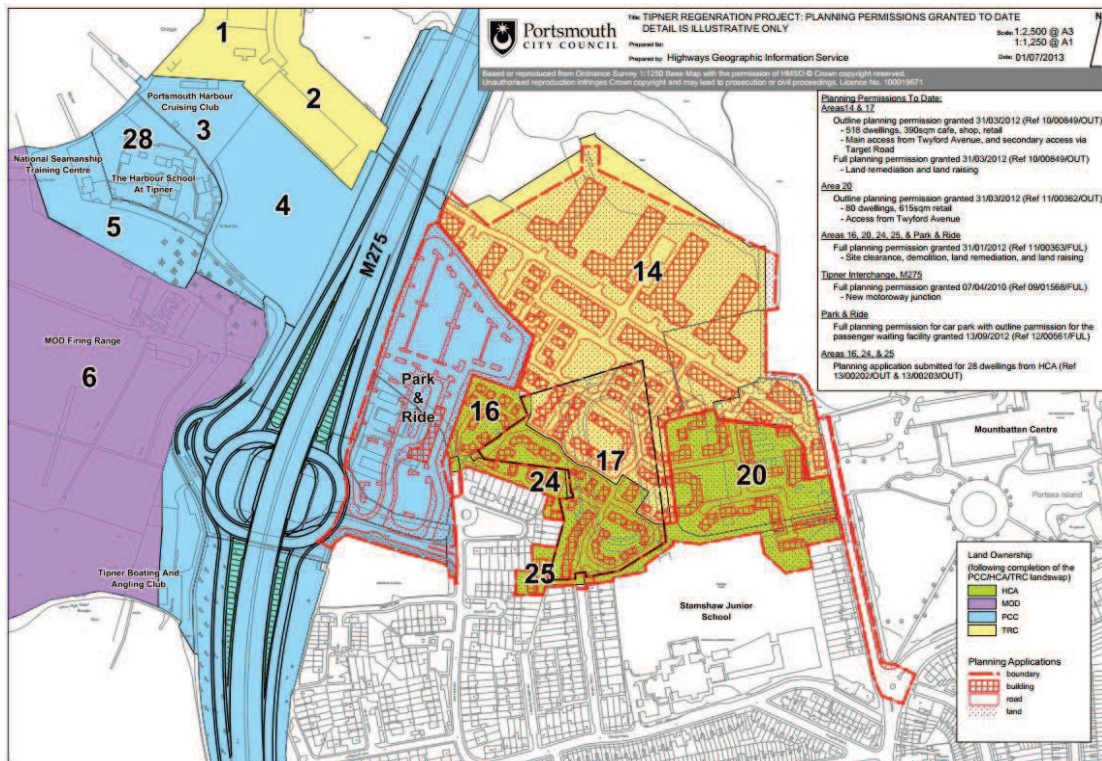 Portsmouth
CITY COUNCIL
Title: TIPNER REGENRATION PROJECT: PLANNING PERMISSIONS GRANTED TO DATE
DETAIL IS ILLUSTRATIVE ONLY
Scale: 1:2,500 @ A3
1:1,250 @ A1
Prepared for:
Prepared by: Highways Geographic Information Service
Date: 01/07/2013
N
Based or reproduced from Ordnance Survey 1:1250 Base Map with the permission of HMSO © Crown copyright reserved.
Unauthorised reproduction infringes Crown copyright and may lead to prosecution or civil proceedings. Licence No. 100019671
Planning Permissions To Date:
Areas14 & 17
Outline planning permission granted 31/03/2012 (Ref 10/00849/OUT)
- 518 dwellings, 390sqm cafe, shop, retail
- Main access from Twyford Avenue, and secondary access via
Target Road
Full planning permission granted 31/03/2012 (Ref 10/00849/OUT)
- Land remediation and land raising
Area 20
Outline planning permission granted 31/03/2012 (Ref 11/00362/OUT)
- 80 dwellings, 615sqm retail
- Access from Twyford Avenue
Areas 16, 20, 24, 25, & Park & Ride
Full planning permission granted 31/01/2012 (Ref 11/00363/FUL)
- Site clearance, demolition, land remediation, and land raising
Tipner Interchange, M275
Full planning permission granted 07/04/2010 (Ref 09/01568/FUL)
- New motoroway junction
Park & Ride
Full planning permission for car park with outline permission for the
passenger waiting facility granted 13/09/2012 (Ref 12/00561/FUL)
Areas 16, 24, & 25
Planning application submitted for 28 dwellings from HCA (Ref
13/00202/OUT & 13/00203/OUT)
1
2
Portsmouth Harbour
Cruising Club
28
3
National Seamanship
Training Centre
The Harbour School
At Tipner
5
4
M275
14
MOD Firing Range
6
Park
&
Ride
16
17
24
20
25
Mountbatten Centre
Portsea Island
Tipner Boating And
Angling Club
Stamshaw Junior
School
Land Ownership
(following completion of the
PCC/HCA/TRC landswap)
HCA
MOD
PCC
TRC
Planning Applications
boundary
building
road
land